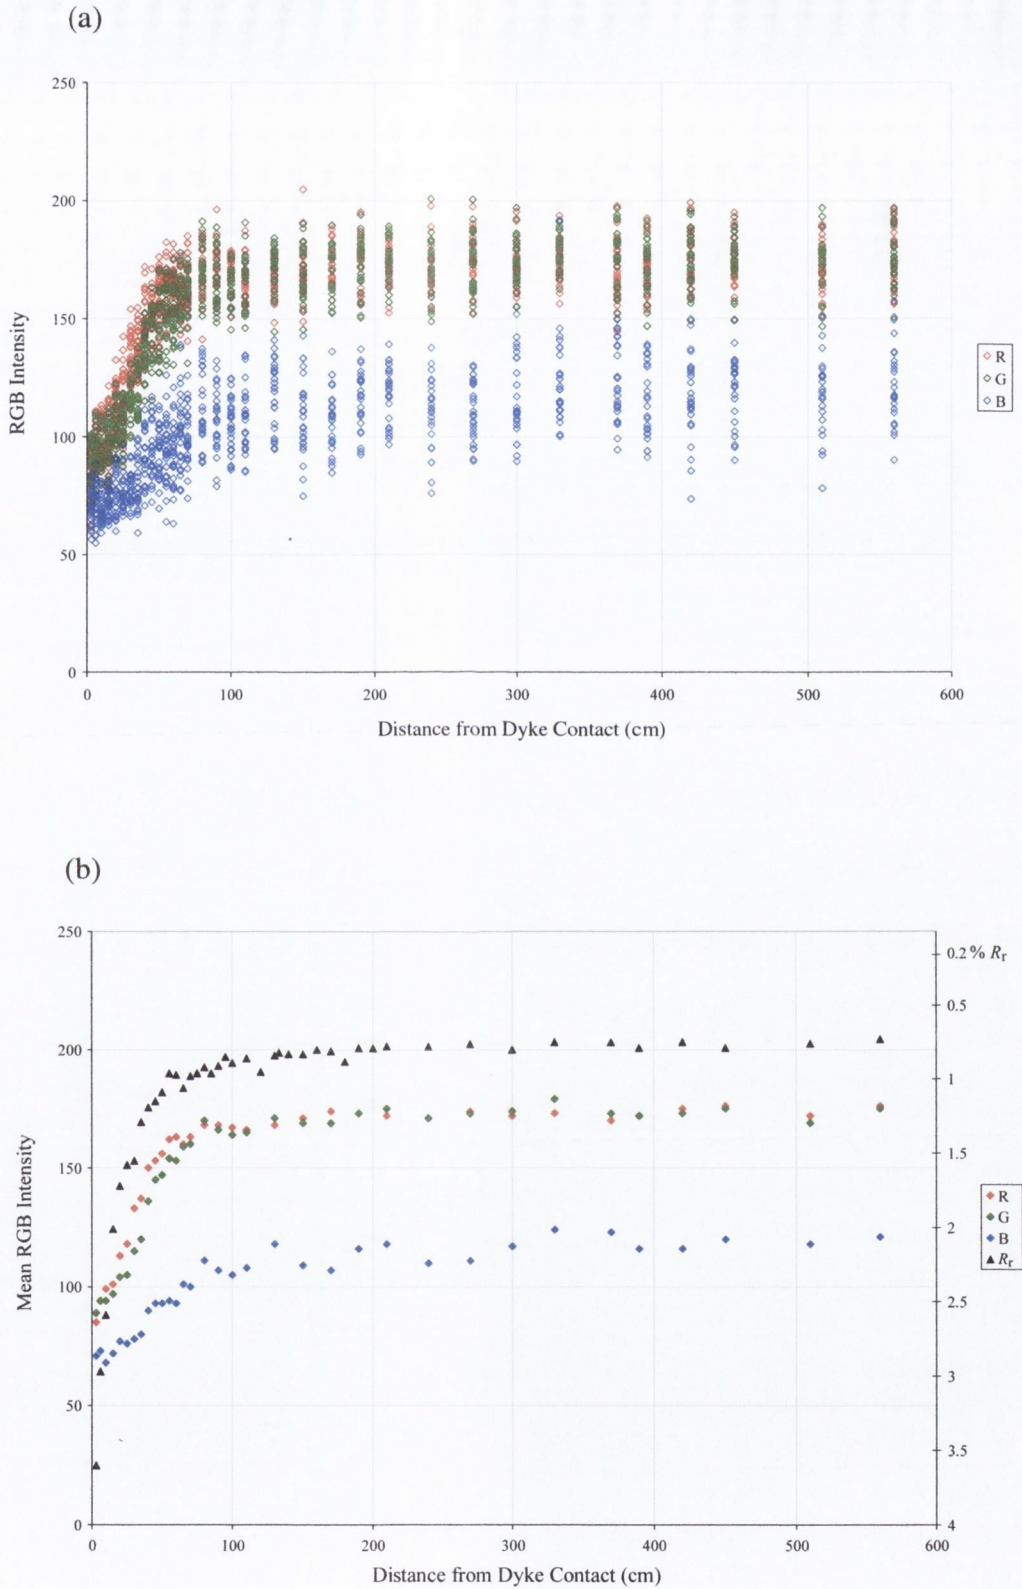 (a)
250
200
150
100
50
0
RGB Intensity
0 100 200 300 400 500 600
Distance from Dyke Contact (cm)
R
G
B
(b)
250
200
150
100
50
0
Mean RGB Intensity
0.2 % Rr
0.5
1
1.5
2
2.5
3
3.5
4
0 100 200 300 400 500 600
Distance from Dyke Contact (cm)
R
G
B
Rr